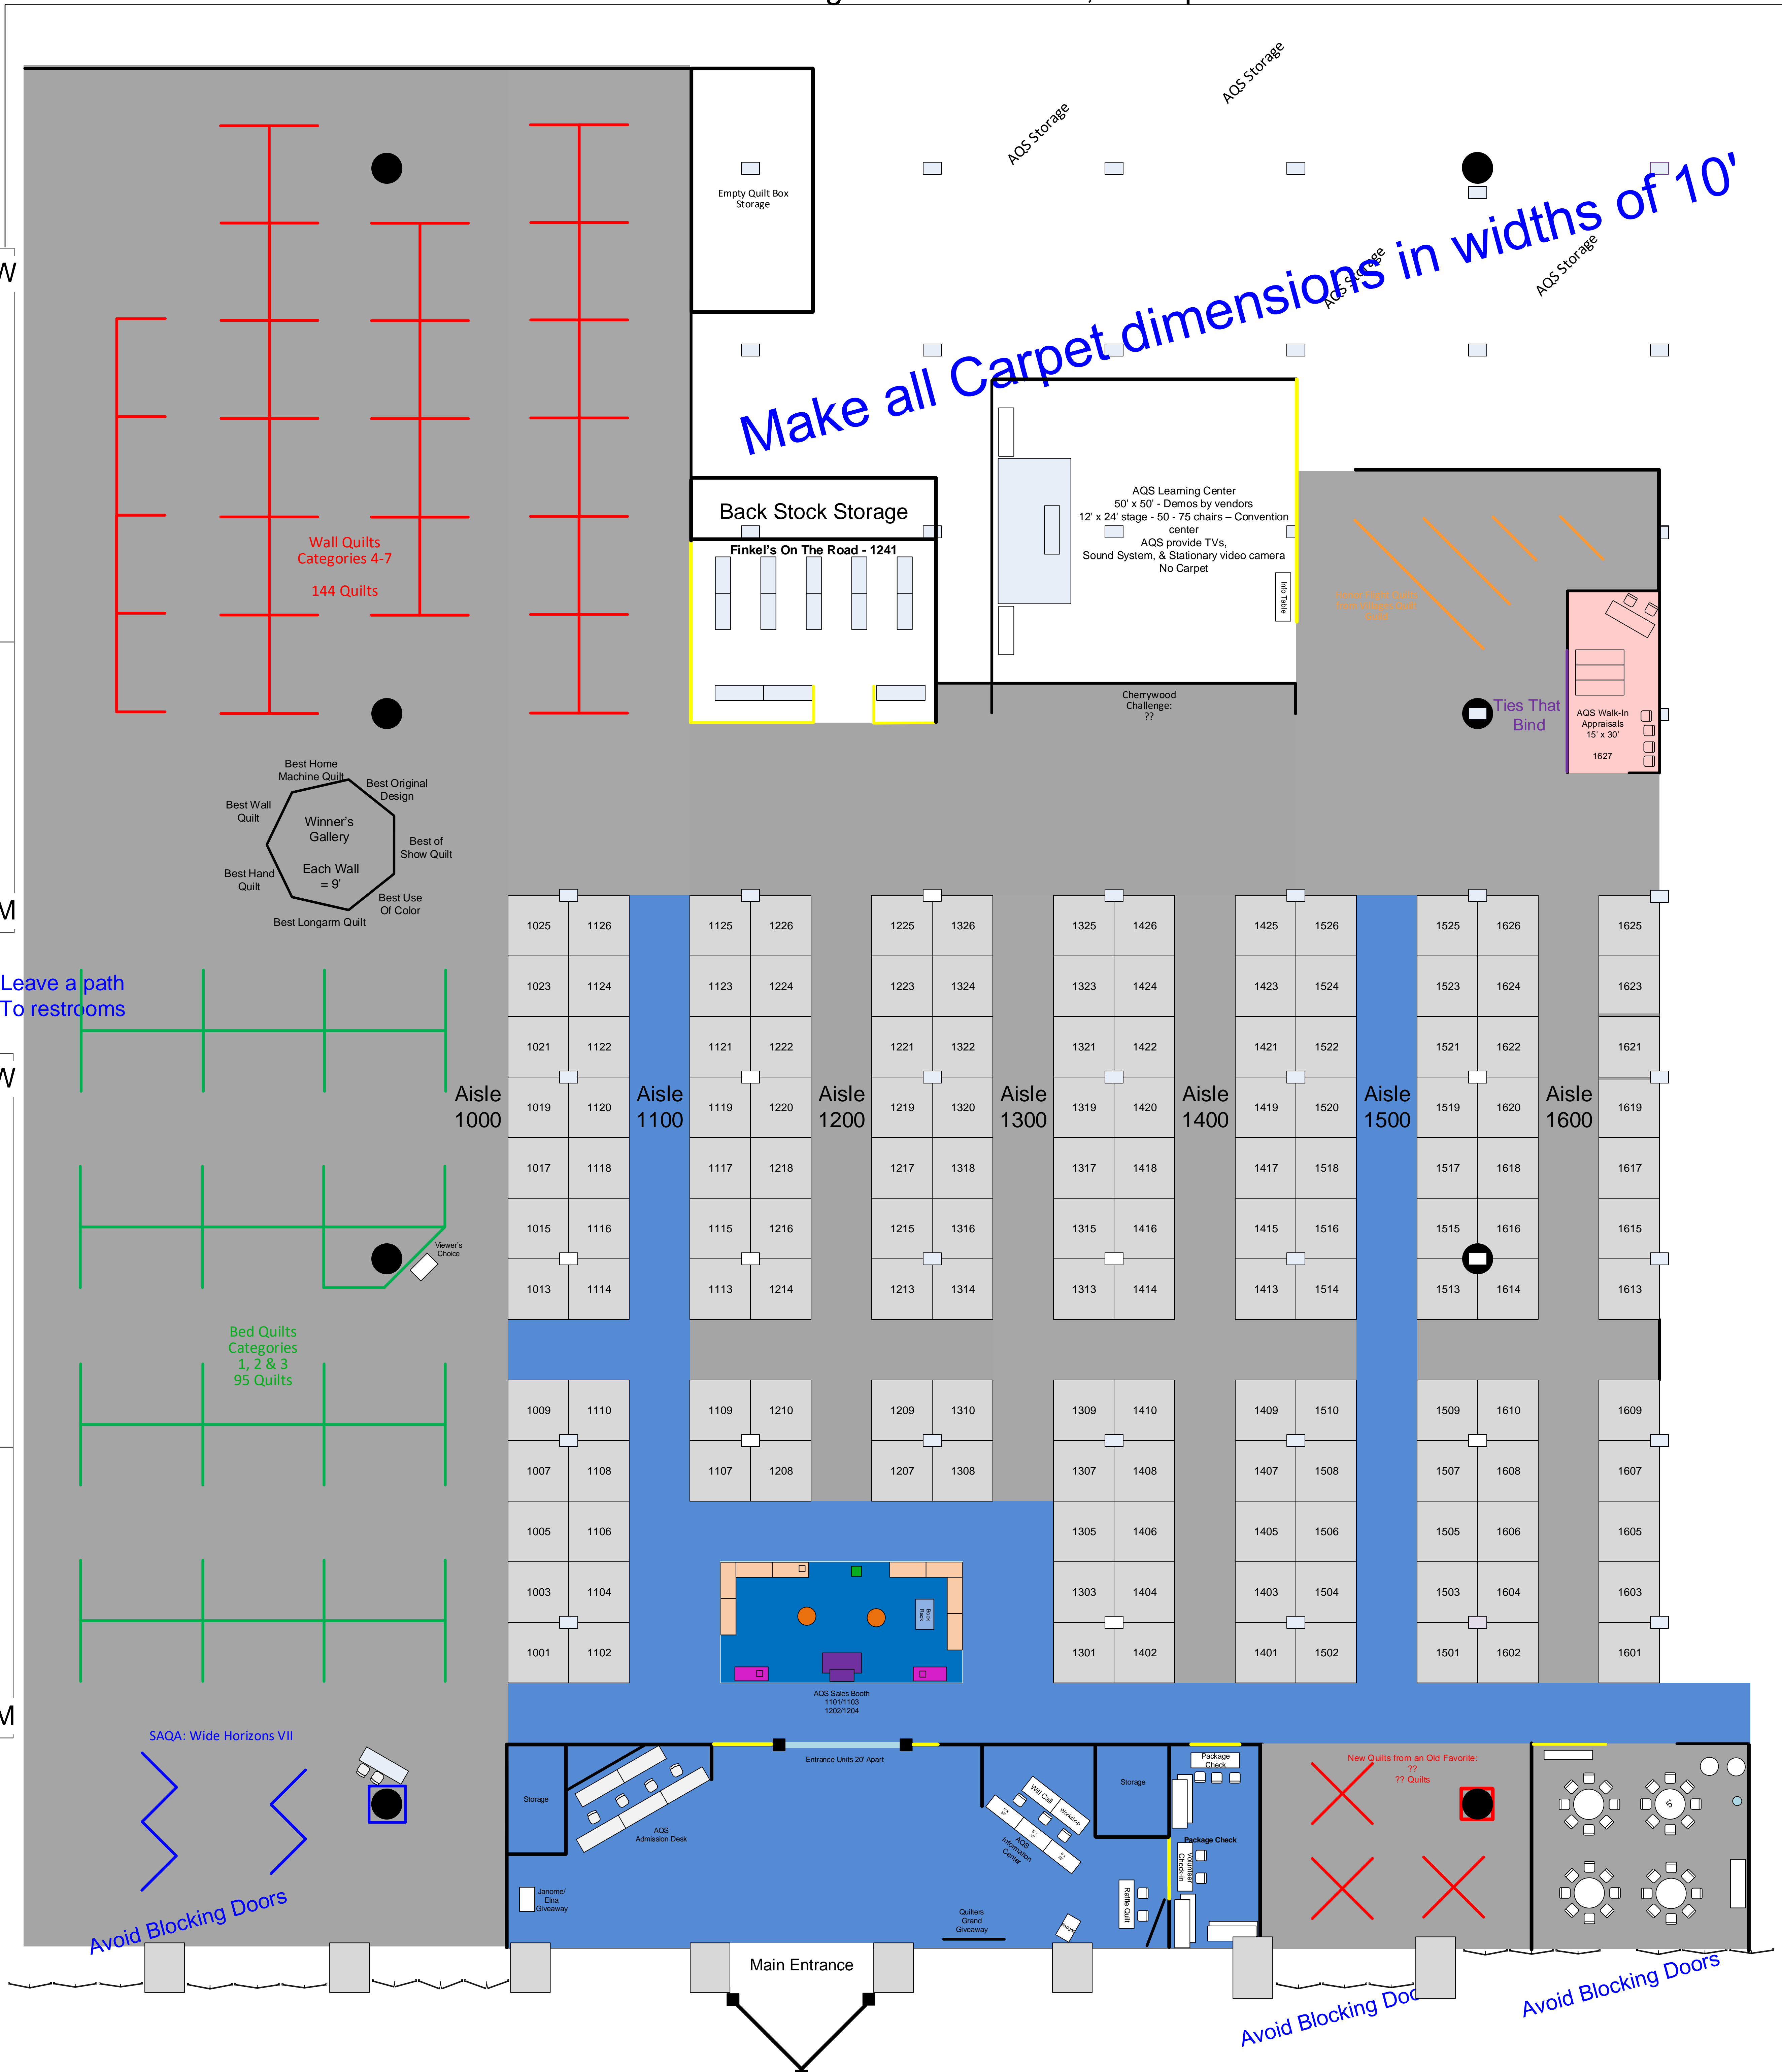 AQS Storage
AQS Storage
Empty Quilt Box
Storage
Make all Carpet dimensions in widths of 10'
AQS Storage
AQS Storage
W
Back Stock Storage
Finkel's On The Road - 1241
AQS Learning Center
50' x 50' - Demos by vendors
12' x 24' stage - 50 - 75 chairs – Convention
center
AQS provide TVs,
Sound System, & Stationary video camera
No Carpet
Info Table
Wall Quilts
Categories 4-7
144 Quilts
Cherrywood
Challenge:
??
Ties That
Bind
AQS Walk-In
Appraisals
15' x 30'
1627
Best Home
Machine Quilt
Best Original
Design
Best Wall
Quilt
Winner's
Gallery
Each Wall
= 9'
Best of
Show Quilt
Best Hand
Quilt
Best Use
Of Color
Best Longarm Quilt
M
Leave a path
To restrooms
W
1025 1126 1125 1226 1225 1326 1325 1426 1425 1526 1525 1626 1625
1023 1124 1123 1224 1223 1324 1323 1424 1423 1524 1523 1624 1623
1021 1122 1121 1222 1221 1322 1321 1422 1421 1522 1521 1622 1621
Aisle
1000
Aisle
1100
Aisle
1200
Aisle
1300
Aisle
1400
Aisle
1500
Aisle
1600
1019 1120 1119 1220 1219 1320 1319 1420 1419 1520 1519 1620 1619
1017 1118 1117 1218 1217 1318 1317 1418 1417 1518 1517 1618 1617
1015 1116 1115 1216 1215 1316 1315 1416 1415 1516 1515 1616 1615
1013 1114 1113 1214 1213 1314 1313 1414 1413 1514 1513 1614 1613
Viewer's
Choice
Bed Quilts
Categories
1, 2 & 3
95 Quilts
1009 1110 1109 1210 1209 1310 1309 1410 1409 1510 1509 1610 1609
1007 1108 1107 1208 1207 1308 1307 1408 1407 1508 1507 1608 1607
1005 1106 1305 1406 1405 1506 1505 1606 1605
1003 1104 1303 1404 1403 1504 1503 1604 1603
1001 1102 1301 1402 1401 1502 1501 1602 1601
Book
Rack
AQS Sales Booth
1101/1103
1202/1204
M
SAQA: Wide Horizons VII
Entrance Units 20' Apart
Storage
AQS
Admission Desk
Janome/
Elna
Giveaway
Will Call
Workshop
AQS
Information
Center
Storage
Package
Check
Package Check
Volunteer
Check-in
Raffle Quilt
Quilters
Grand
Giveaway
New Quilts from an Old Favorite:
??
?? Quilts
5'
Avoid Blocking Doors
Main Entrance
Avoid Blocking Doo
Avoid Blocking Doors